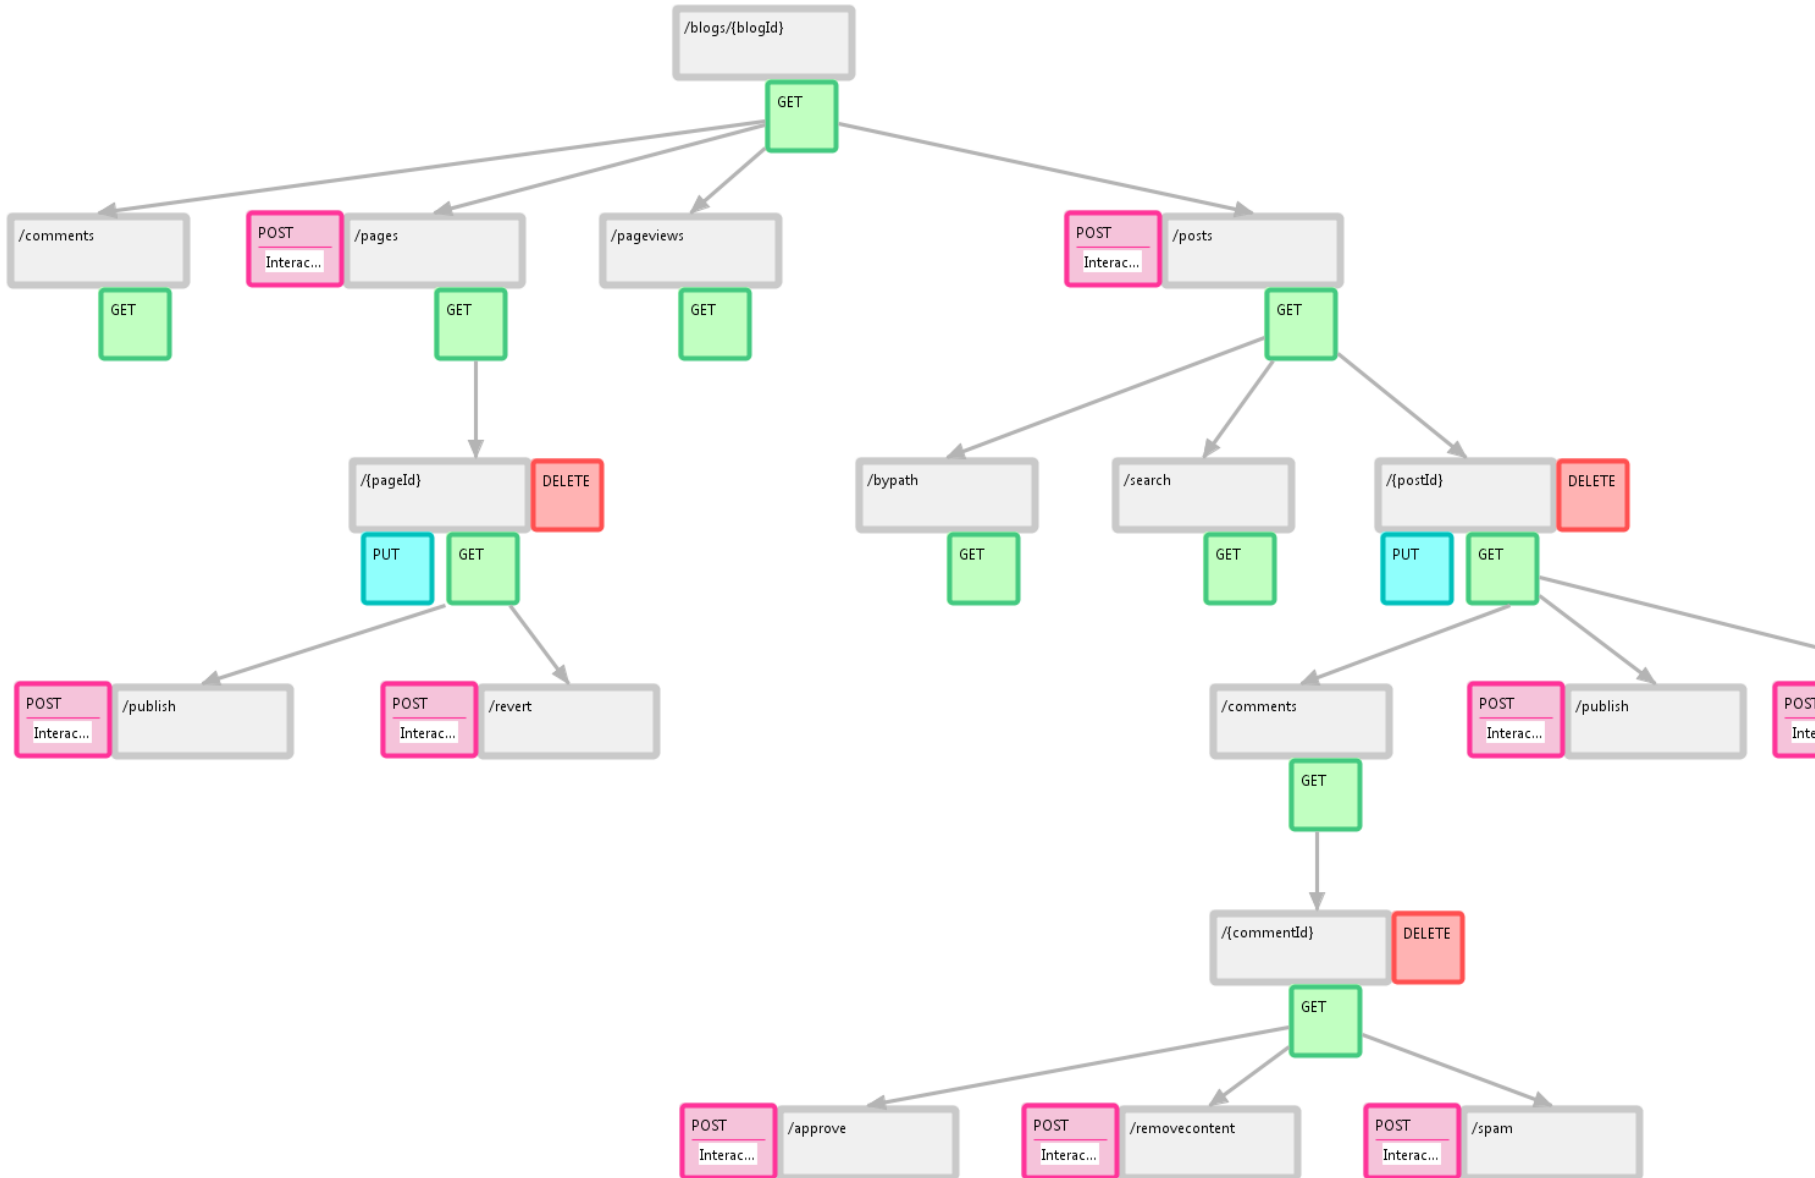 /blogs/{blogId}
GET
/comments
GET
POST
Interac...
/pages
GET
/pageviews
GET
POST
Interac...
/posts
GET
/{pageId}
DELETE
PUT
GET
/bypath
GET
/search
GET
/{postId}
DELETE
PUT
GET
POST
Interac...
/publish
POST
Interac...
/revert
/comments
GET
POST
Interac...
/publish
POST
Inte
/{commentId}
DELETE
GET
POST
Interac...
/approve
POST
Interac...
/removecontent
POST
Interac...
/spam